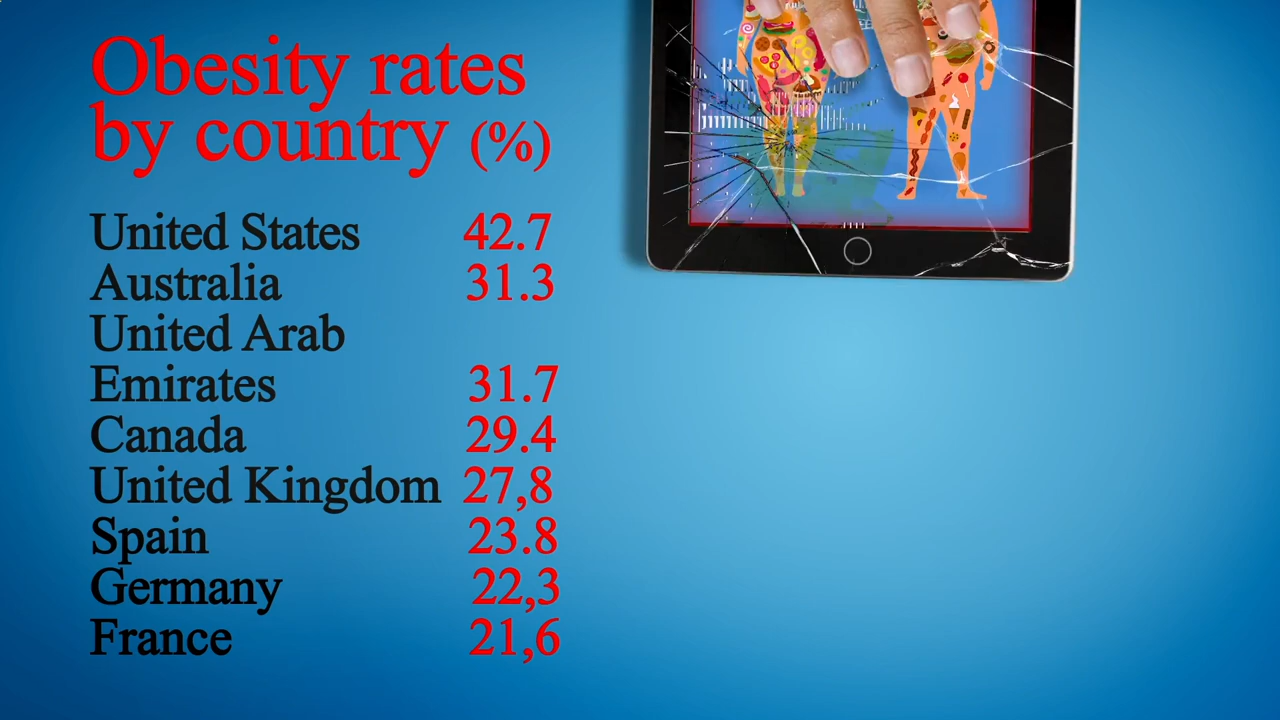 Obesity rates
by country (%)
United States 42.7
Australia 31.3
United Arab
Emirates 31.7
Canada 29.4
United Kingdom 27,8
Spain 23.8
Germany 22,3
France 21,6